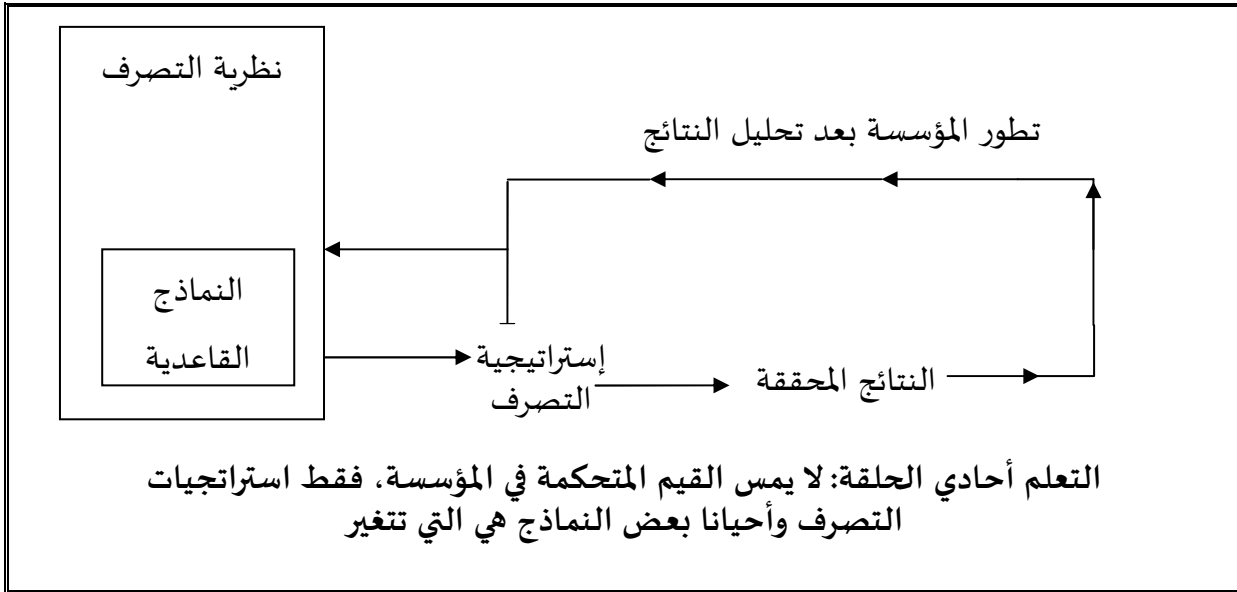 نظرية التصرف
تطور المؤسسة بعد تحليل النتائج
النماذج
القاعدية
إستراتيجية
التصرف
النتائج المحققة
التعلم أحادي الحلقة: لا يمس القيم المتحكمة في المؤسسة، فقط استراتجيات
التصرف وأحيانا بعض النماذج هي التي تتغير